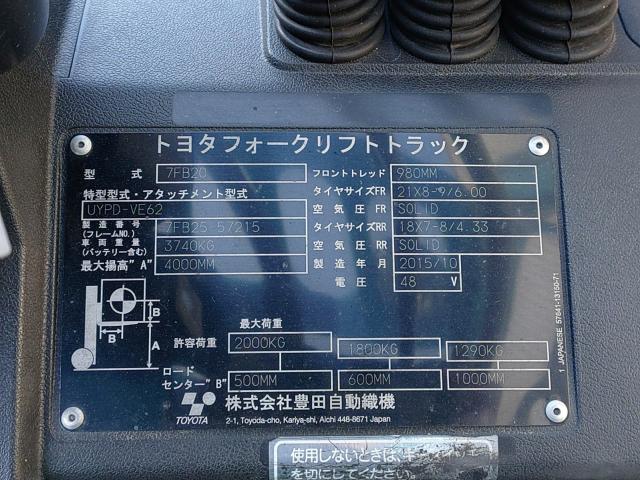 トヨタフォークリフトトラック
型 式 7FB20 フロントトレッド 980MM
特型型式・アタッチメント型式 タイヤサイズFR 21X8-9/6.00
UYPD-VE62 空気圧FR SOLID
製造番号 (フレームNO.) 7FB25-57215 タイヤサイズRR 18X7-8/4.33
車両重量 (バッテリー含む) 3740KG 空気圧RR SOLID
最大揚高"A" 4000MM 製造年月 2015/10
電圧 48 V
B
B
A
最大荷重
許容荷重 2000KG 1800KG 1290KG
ロード
センター"B" 500MM 600MM 1000MM
TOYOTA 株式会社豊田自動織機
2-1, Toyoda-cho, Kariya-shi, Aichi 448-8671 Japan
1 JAPANESE 57641-13150-71
使用しないときは、キー
を切にしてください。